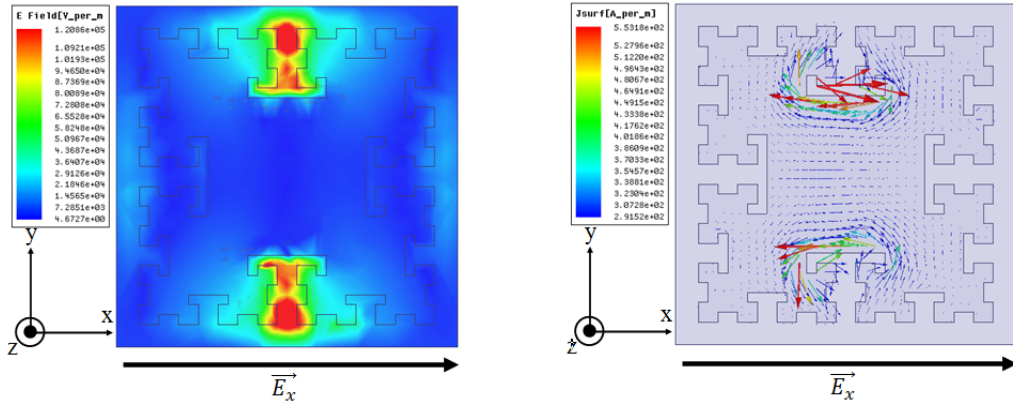 E Field[V_per_m
1.2086e+05
1.0921e+05
1.0193e+05
9.4650e+04
8.7369e+04
8.0089e+04
7.2808e+04
6.5528e+04
5.8248e+04
5.0967e+04
4.3687e+04
3.6407e+04
2.9126e+04
2.1846e+04
1.4565e+04
7.2851e+03
4.6727e+00
y
x
z
E_x
Jsurf[A_per_m]
5.5318e+02
5.2796e+02
5.1220e+02
4.9643e+02
4.8067e+02
4.6491e+02
4.4915e+02
4.3338e+02
4.1762e+02
4.0186e+02
3.8609e+02
3.7033e+02
3.5457e+02
3.3881e+02
3.2304e+02
3.0728e+02
2.9152e+02
y
x
z
E_x